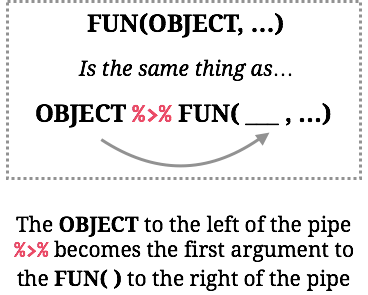 FUN(OBJECT, …)
Is the same thing as…
OBJECT %>% FUN( ___ , …)
The OBJECT to the left of the pipe
%>% becomes the first argument to
the FUN( ) to the right of the pipe